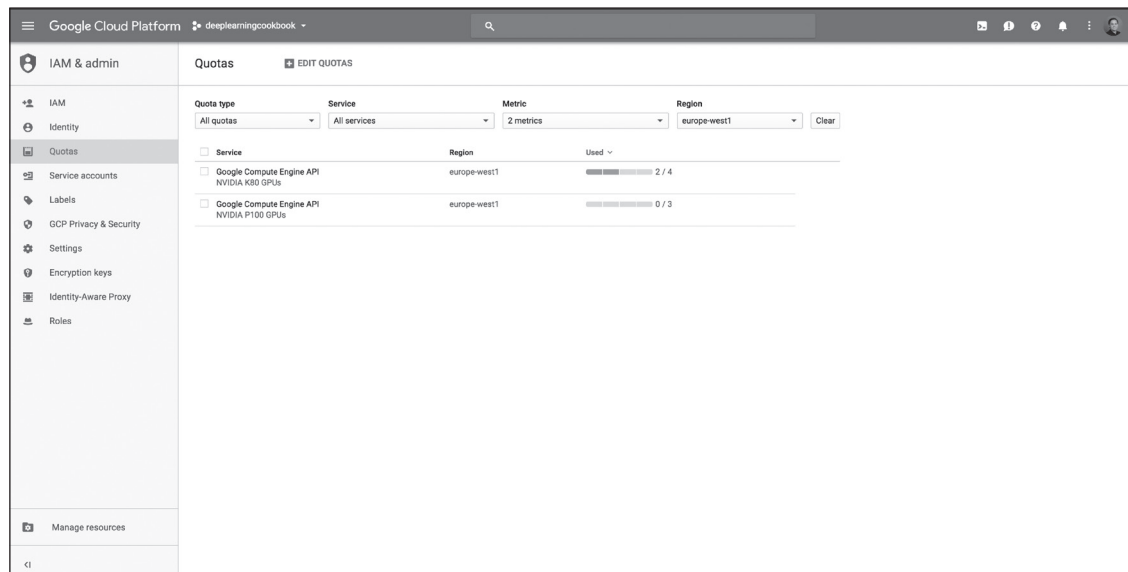 Google Cloud Platform deeplearningcookbook
IAM & admin
Quotas EDIT QUOTAS
IAM
Identity
Quotas
Service accounts
Labels
GCP Privacy & Security
Settings
Encryption keys
Identity-Aware Proxy
Roles
Manage resources
Quota type Service Metric Region
All quotas All services 2 metrics europe-west1 Clear
Service Region Used
Google Compute Engine API europe-west1 2 / 4
NVIDIA K80 GPUs
Google Compute Engine API europe-west1 0 / 3
NVIDIA P100 GPUs